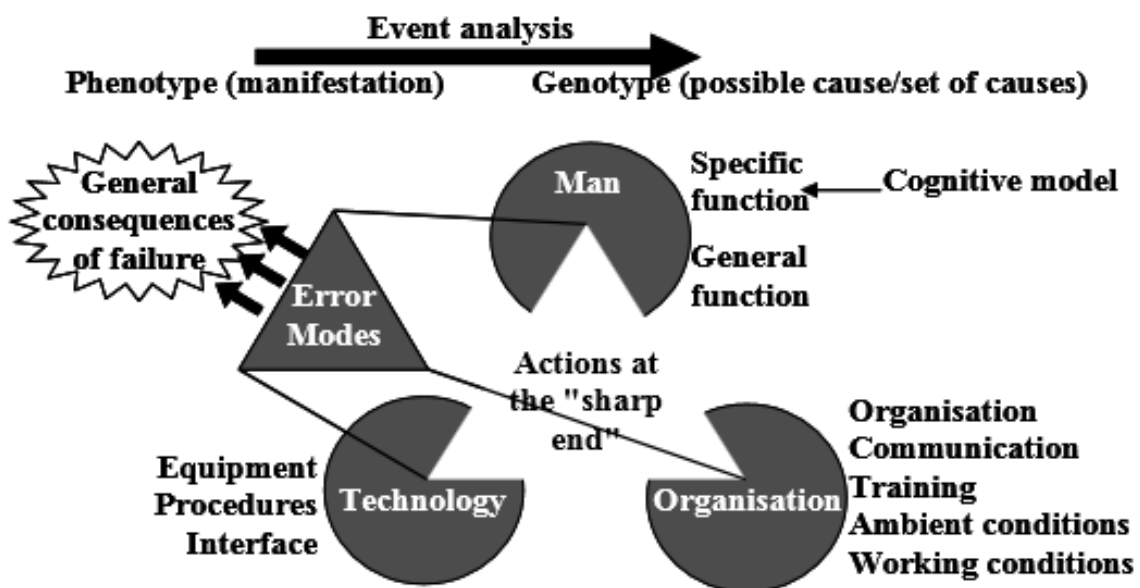 Event analysis
Phenotype (manifestation)
Genotype (possible cause/set of causes)
General
consequences
of failure
Man
Specific
function
Cognitive model
General
function
Error
Modes
Actions at
the "sharp
end"
Equipment
Procedures
Interface
Technology
Organisation
Organisation
Communication
Training
Ambient conditions
Working conditions